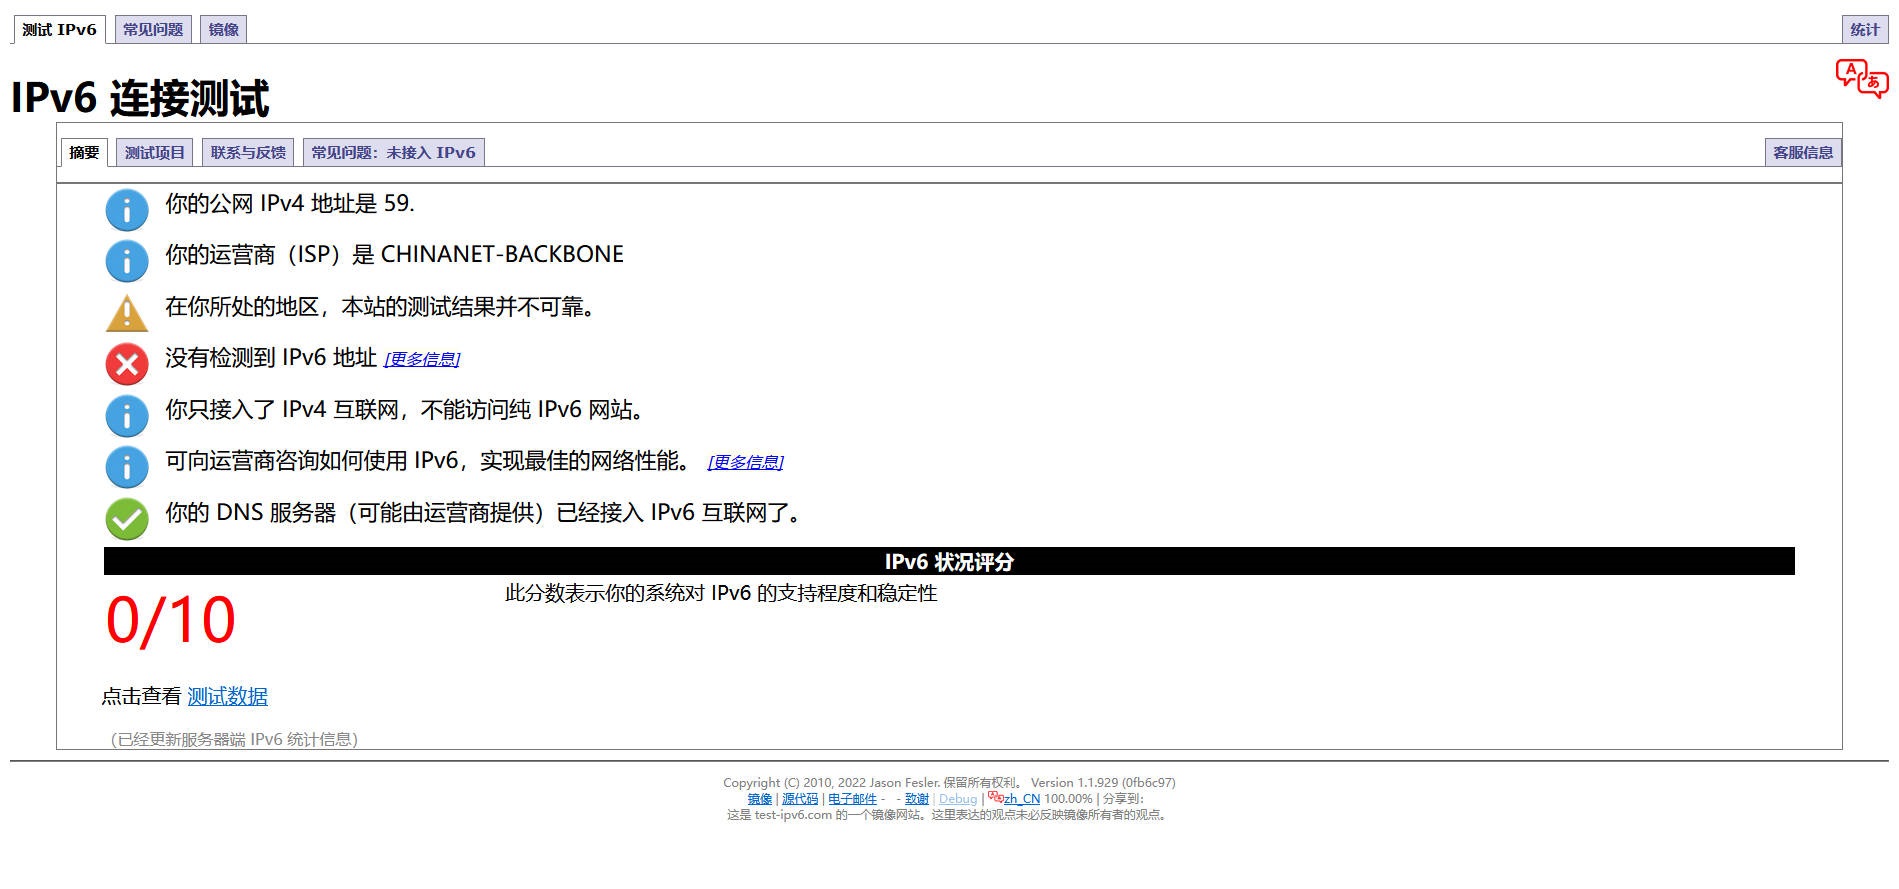 测试 IPv6 常见问题 镜像 统计
IPv6 连接测试
摘要 测试项目 联系与反馈 常见问题：未接入 IPv6 客服信息
你的公网 IPv4 地址是 59.
你的运营商（ISP）是 CHINANET-BACKBONE
在你所处的地区，本站的测试结果并不可靠。
没有检测到 IPv6 地址 [更多信息]
你只接入了 IPv4 互联网，不能访问纯 IPv6 网站。
可向运营商咨询如何使用 IPv6，实现最佳的网络性能。 [更多信息]
你的 DNS 服务器（可能由运营商提供）已经接入 IPv6 互联网了。
IPv6 状况评分
此分数表示你的系统对 IPv6 的支持程度和稳定性
0/10
点击查看 测试数据
（已经更新服务器端 IPv6 统计信息）
Copyright (C) 2010, 2022 Jason Fesler. 保留所有权利。 Version 1.1.929 (0fb6c97)
镜像 | 源代码 | 电子邮件 - - 致谢 | Debug | zh_CN 100.00% | 分享到：
这是 test-ipv6.com 的一个镜像网站。这里表达的观点未必反映镜像所有者的观点。